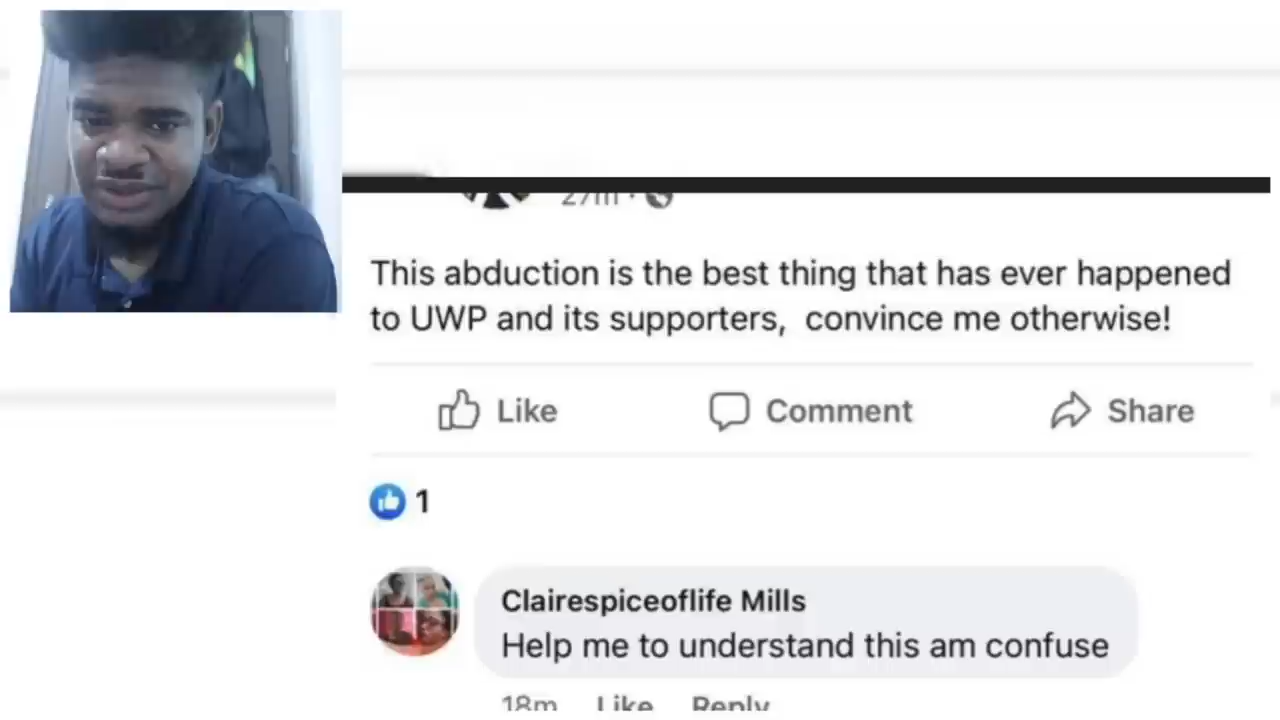 27m
This abduction is the best thing that has ever happened
to UWP and its supporters, convince me otherwise!
Like Comment Share
1
Clairespiceoflife Mills
Help me to understand this am confuse
18m Like Reply